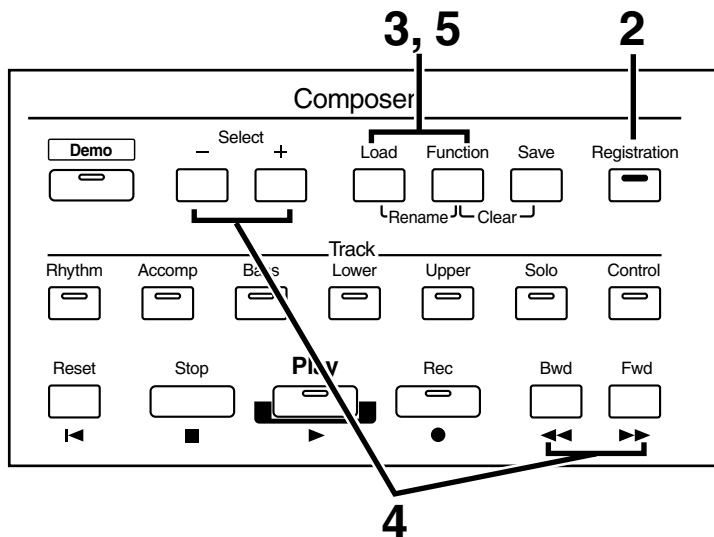 3, 5 2
Composer
Demo - Select + Load Function Save Registration
Rename Clear
Track
Rhythm Accomp Bass Lower Upper Solo Control
Reset Stop Play Rec Bwd Fwd
4